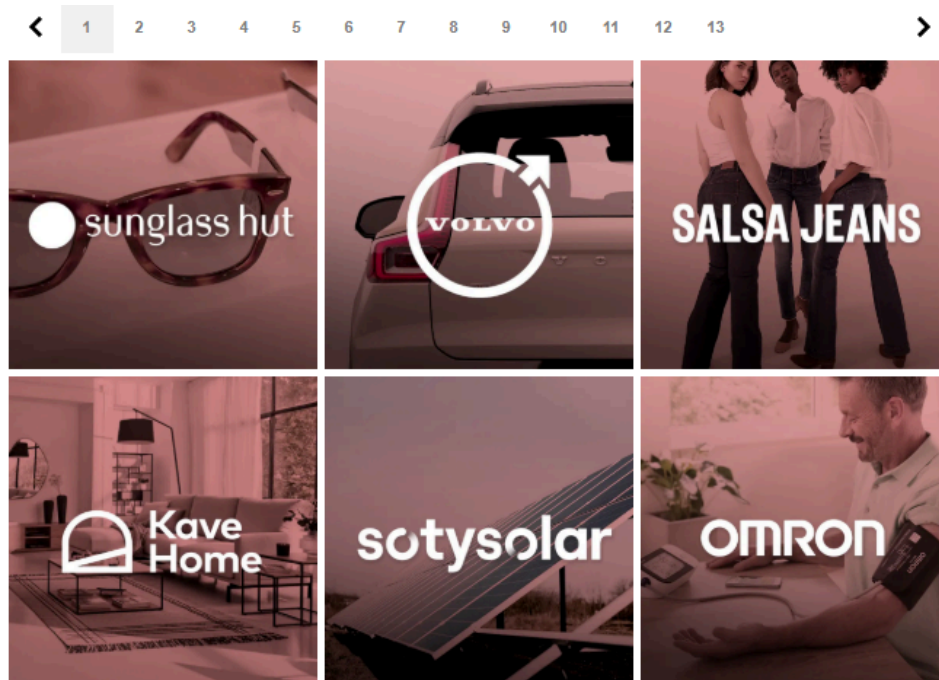 1 2 3 4 5 6 7 8 9 10 11 12 13
sunglass hut
VOLVO
SALSA JEANS
Kave
Home
sotysolar
OMRON
OMRON